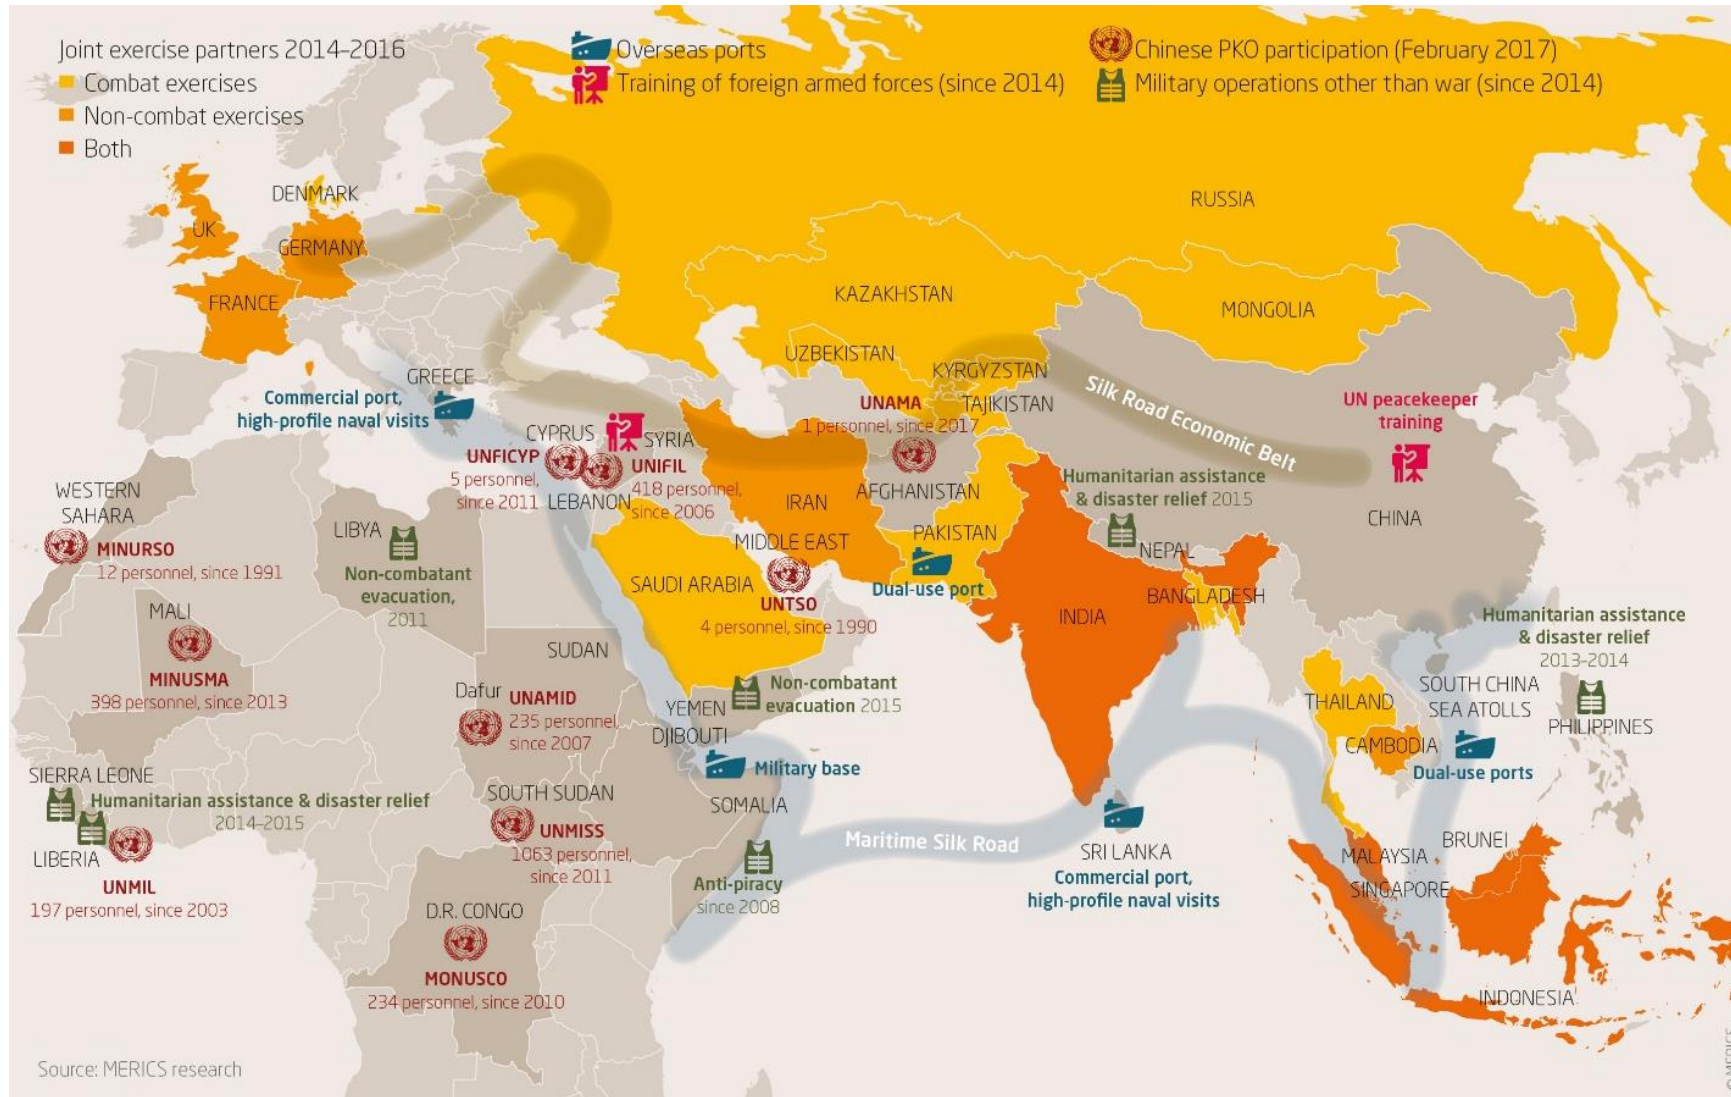 Joint exercise partners 2014–2016
Combat exercises
Non-combat exercises
Both
Overseas ports
Training of foreign armed forces (since 2014)
Chinese PKO participation (February 2017)
Military operations other than war (since 2014)
RUSSIA
DENMARK
UK
GERMANY
FRANCE
KAZAKHSTAN
MONGOLIA
UZBEKISTAN
KYRGYZSTAN
TAJIKISTAN
GREECE
Commercial port,
high-profile naval visits
Silk Road Economic Belt
UN peacekeeper
training
UNAMA
1 personnel, since 2017
CYPRUS
SYRIA
UNFICYP
5 personnel,
since 2011
UNIFIL
418 personnel,
since 2006
LEBANON
IRAN
AFGHANISTAN
PAKISTAN
Dual-use port
Humanitarian assistance
& disaster relief 2015
NEPAL
CHINA
WESTERN
SAHARA
MINURSO
12 personnel, since 1991
LIBYA
Non-combatant
evacuation,
2011
MIDDLE EAST
SAUDI ARABIA
UNTSO
4 personnel, since 1990
INDIA
BANGLADESH
Humanitarian assistance
& disaster relief
2013–2014
MALI
MINUSMA
398 personnel, since 2013
SUDAN
Dafur
UNAMID
235 personnel,
since 2007
YEMEN
Non-combatant
evacuation 2015
DJIBOUTI
Military base
THAILAND
CAMBODIA
SOUTH CHINA
SEA ATOLLS
Dual-use ports
PHILIPPINES
SIERRA LEONE
Humanitarian assistance & disaster relief
2014–2015
LIBERIA
UNMIL
197 personnel, since 2003
SOUTH SUDAN
UNMISS
1063 personnel,
since 2011
SOMALIA
Anti-piracy
since 2008
Maritime Silk Road
SRI LANKA
Commercial port,
high-profile naval visits
MALAYSIA
BRUNEI
SINGAPORE
INDONESIA
D.R. CONGO
MONUSCO
234 personnel, since 2010
Source: MERICS research
© MERICS